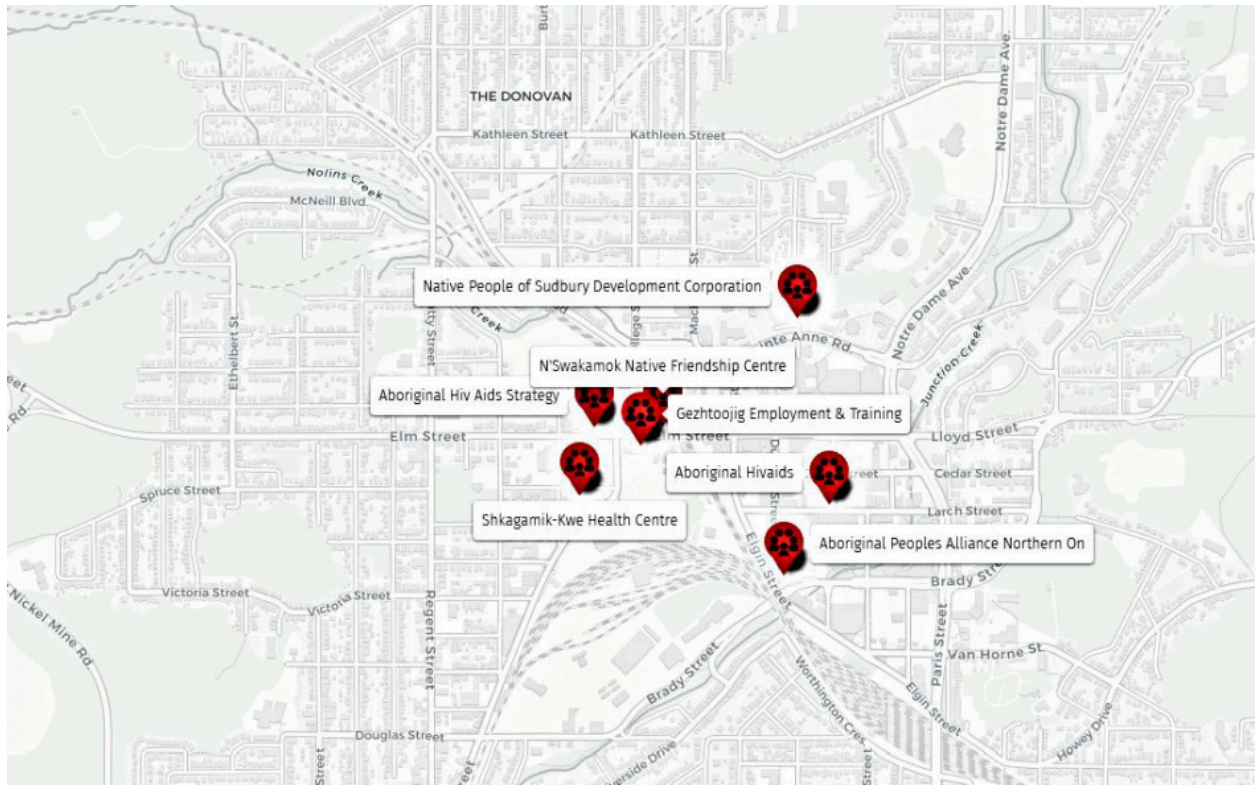 Notre Dame Ave.
THE DONOVAN
Kathleen Street
Kathleen Street
Nolins Creek
McNeill Blvd.
Native People of Sudbury Development Corporation
Notre Dame Ave.
Ethelbert St.
Creek
Anne Rd
N'Swakamok Native Friendship Centre
Junction Creek
Aboriginal Hiv Aids Strategy
Gezhtoojig Employment & Training
Elm Street
Lloyd Street
Aboriginal Hivaids
Cedar Street
Spruce Street
Larch Street
Shkagamik-Kwe Health Centre
Aboriginal Peoples Alliance Northern On
Elgin Street
Brady
Victoria Street
Victoria Street
Regent Street
Nickel Mine Rd.
Paris Street
Van Horne St.
Brady Street
Worthington Cres.
Elgin Street
Howey Drive
Douglas Street
Drive
Street